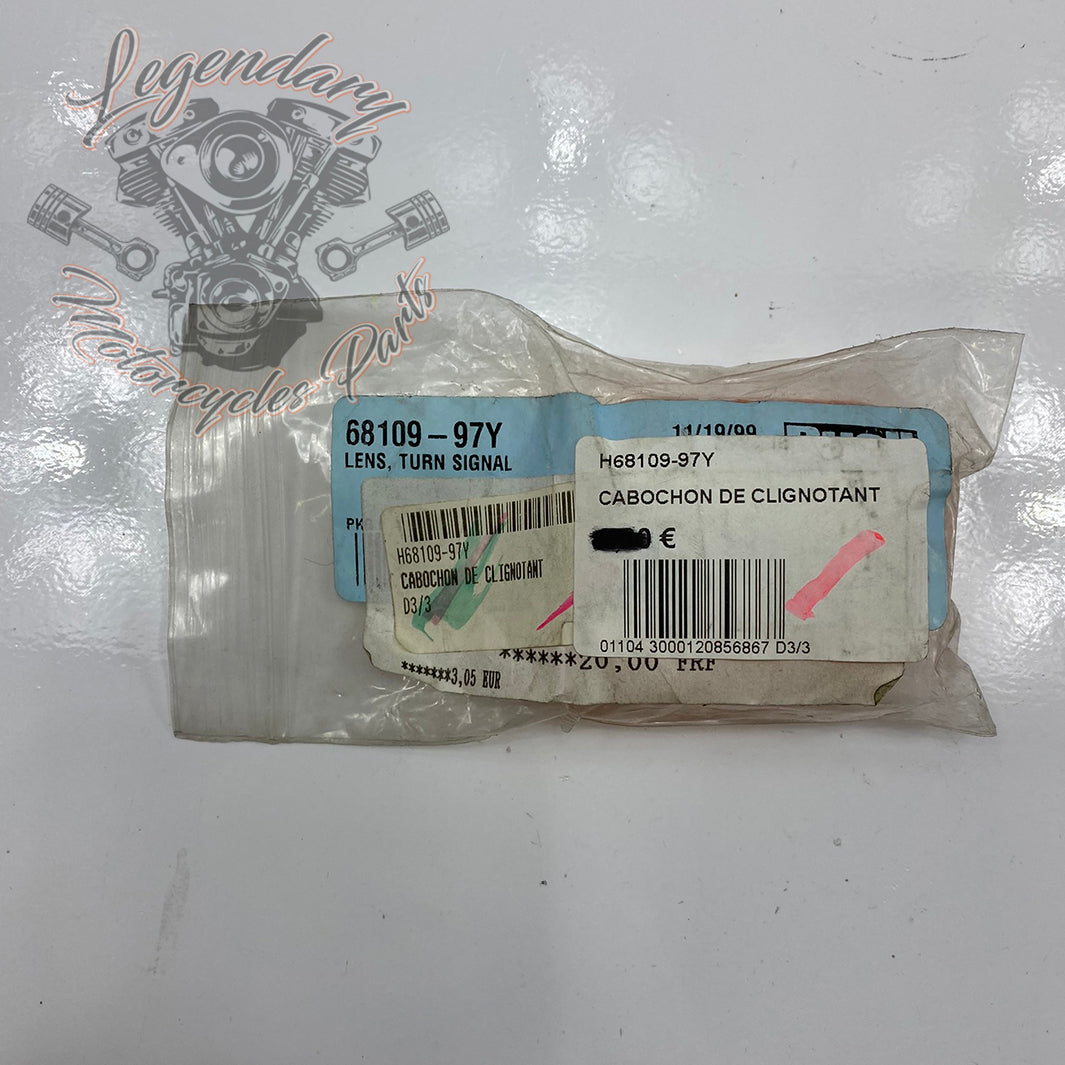 Legendary
Motorcycles Parts
68109-97Y
LENS, TURN SIGNAL
11/19/99
H68109-97Y
CABOCHON DE CLIGNOTANT
€
01104 3000120856867 D3/3
H68109-97Y
CABOCHON DE CLIGNOTANT
D3/3
******20,00 FRF
*******3,05 EUR